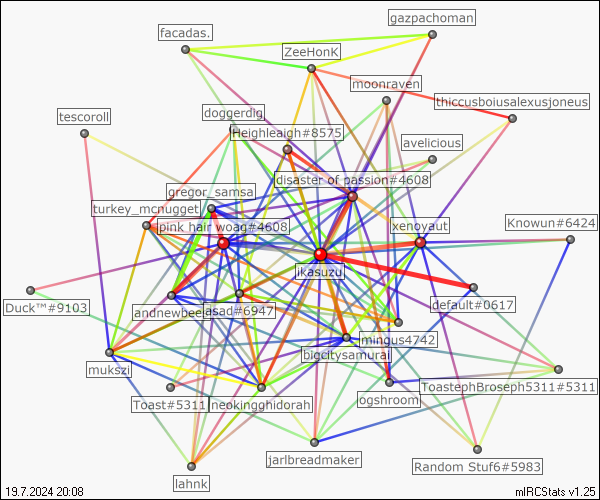 gazpachoman
facadas.
ZeeHonK
moonraven
thiccusboiusalexusjoneus
doggerdig
tescoroll
Heighleaigh#8575
avelicious
disaster of passion#4608
gregor_samsa
turkey_mcnugget
pink hair woag#4608
xenoyaut
Knowun#6424
ikasuzu
Duck™#9103
andnewbee
asad#6947
default#0617
mingus4742
bigcitysamurai
mukszi
ToastephBroseph5311#5311
Toast#5311
neokingghidorah
ogshroom
jarlbreadmaker
Random Stuf6#5983
lahnk
19.7.2024 20:08
mIRCStats v1.25